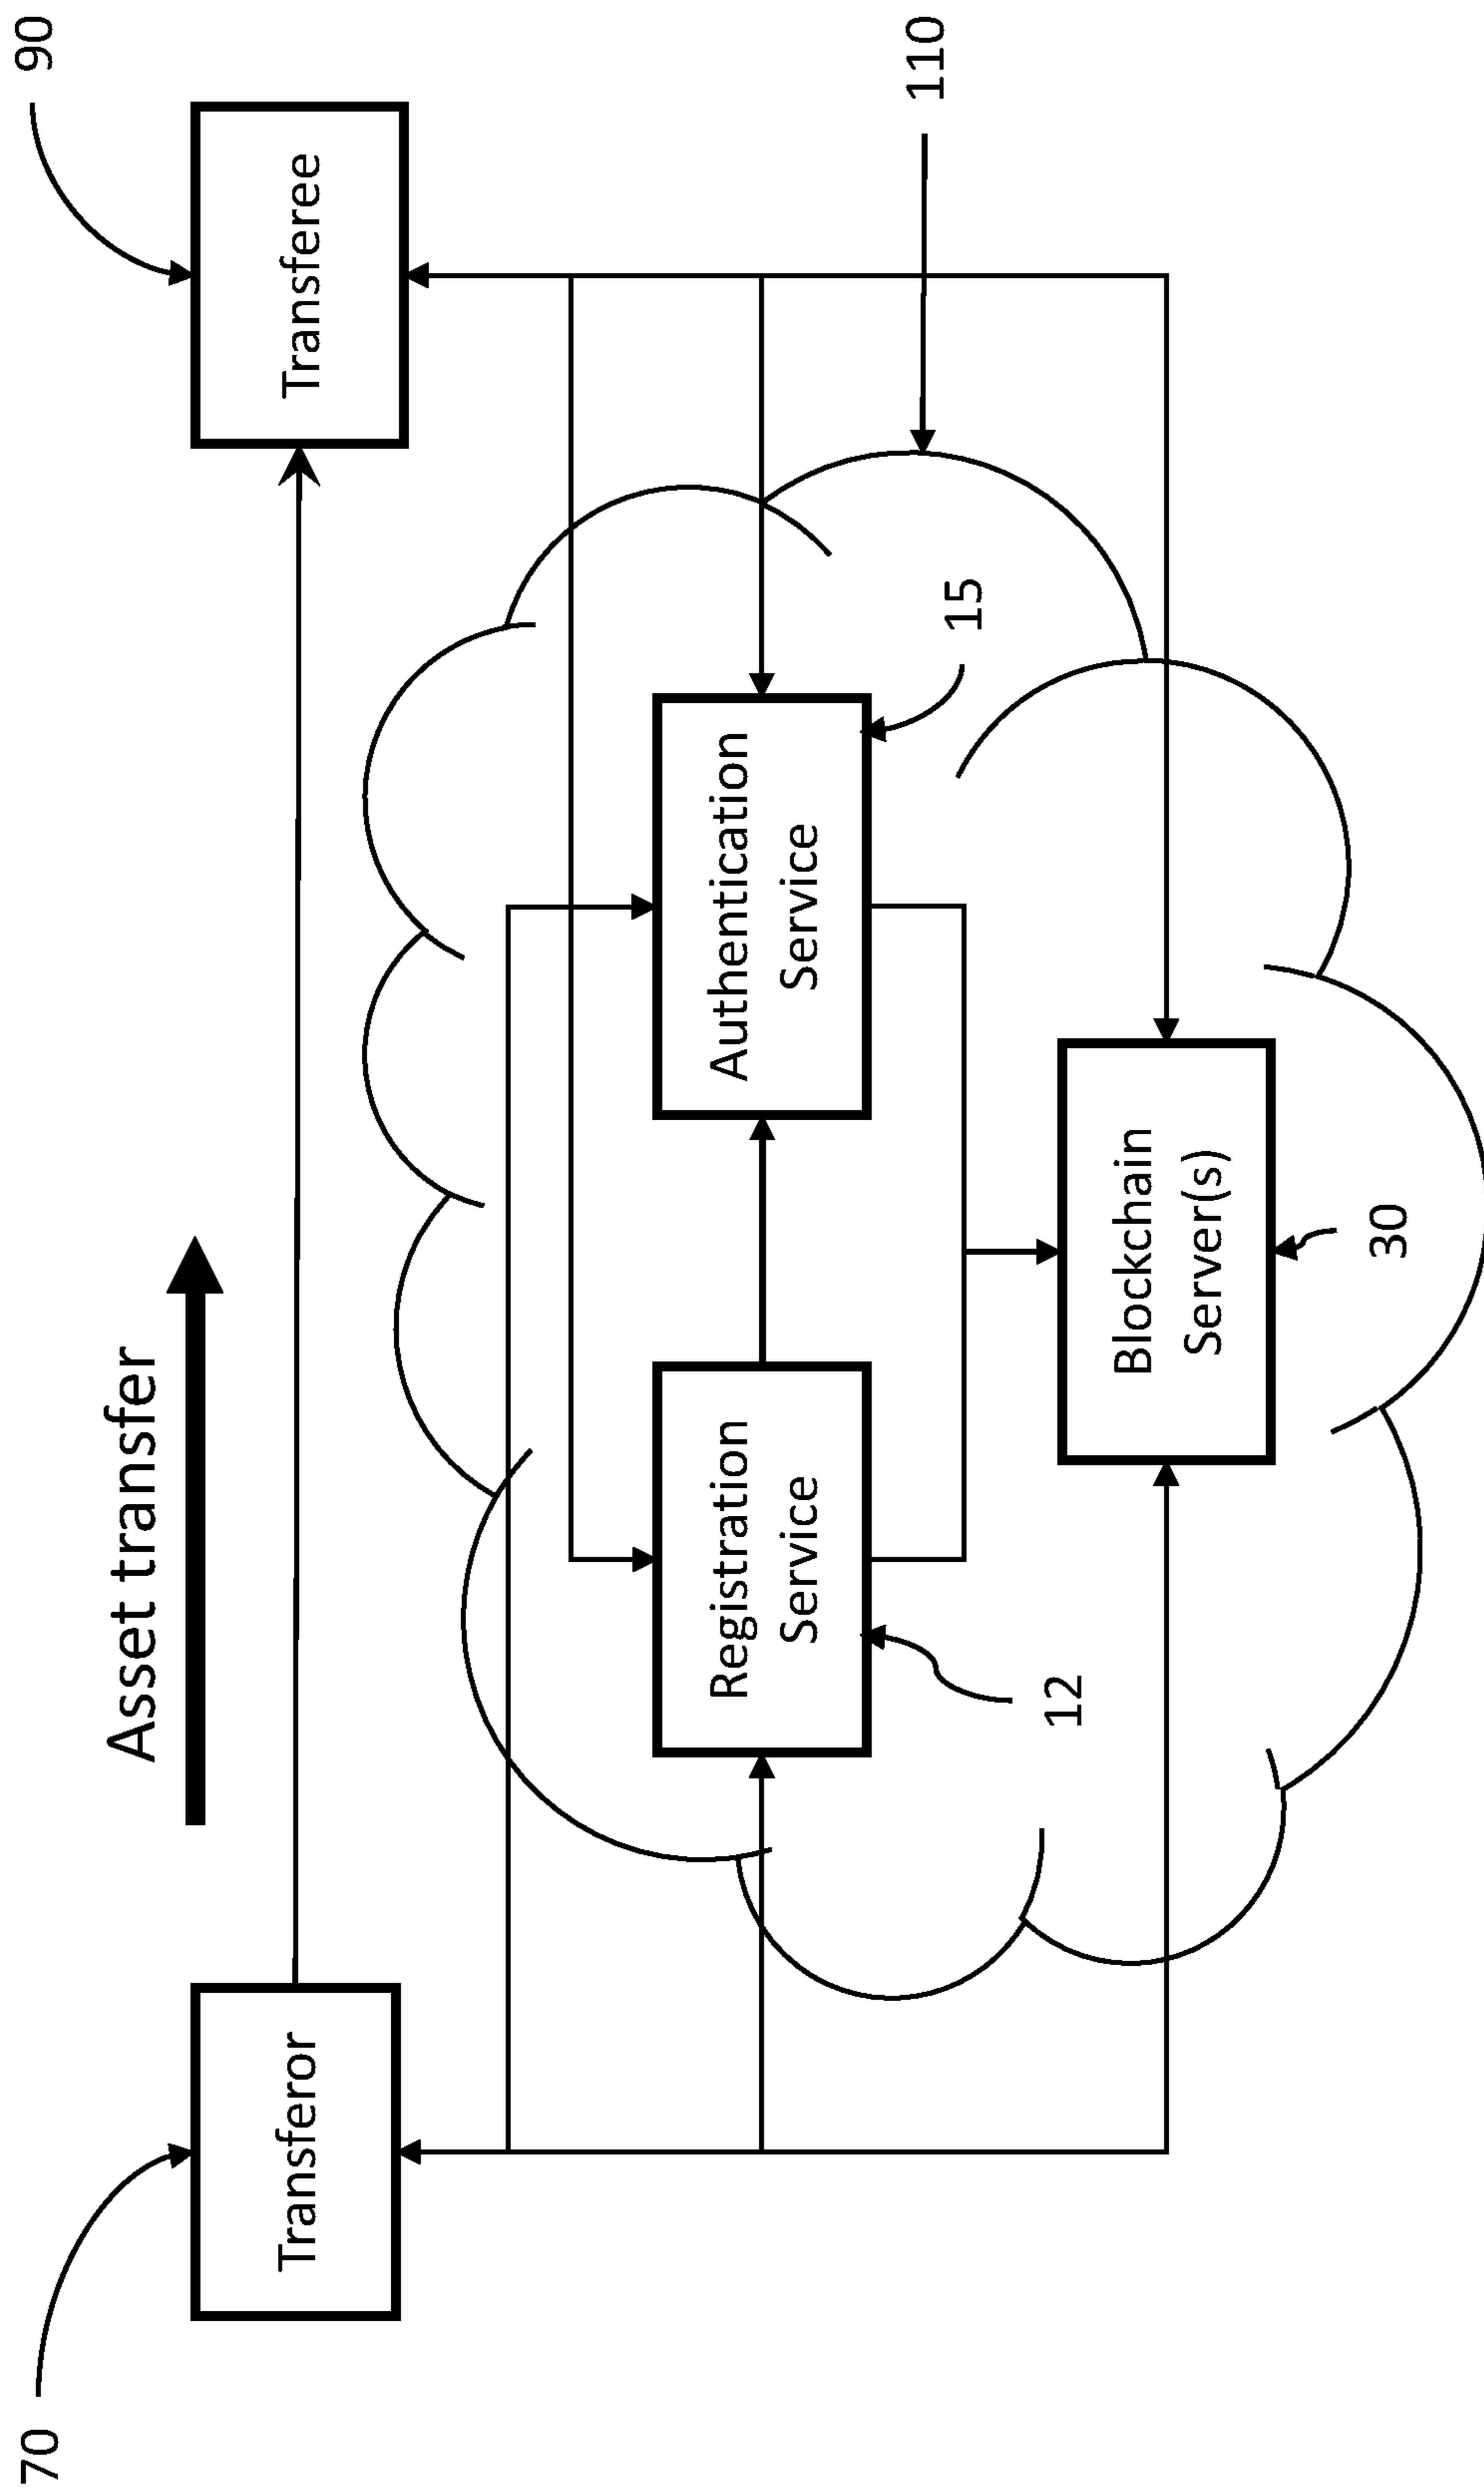 70
90
Asset transfer
Transferor
Transferee
Registration
Service
Authentication
Service
12
15
110
Blockchain
Server(s)
30